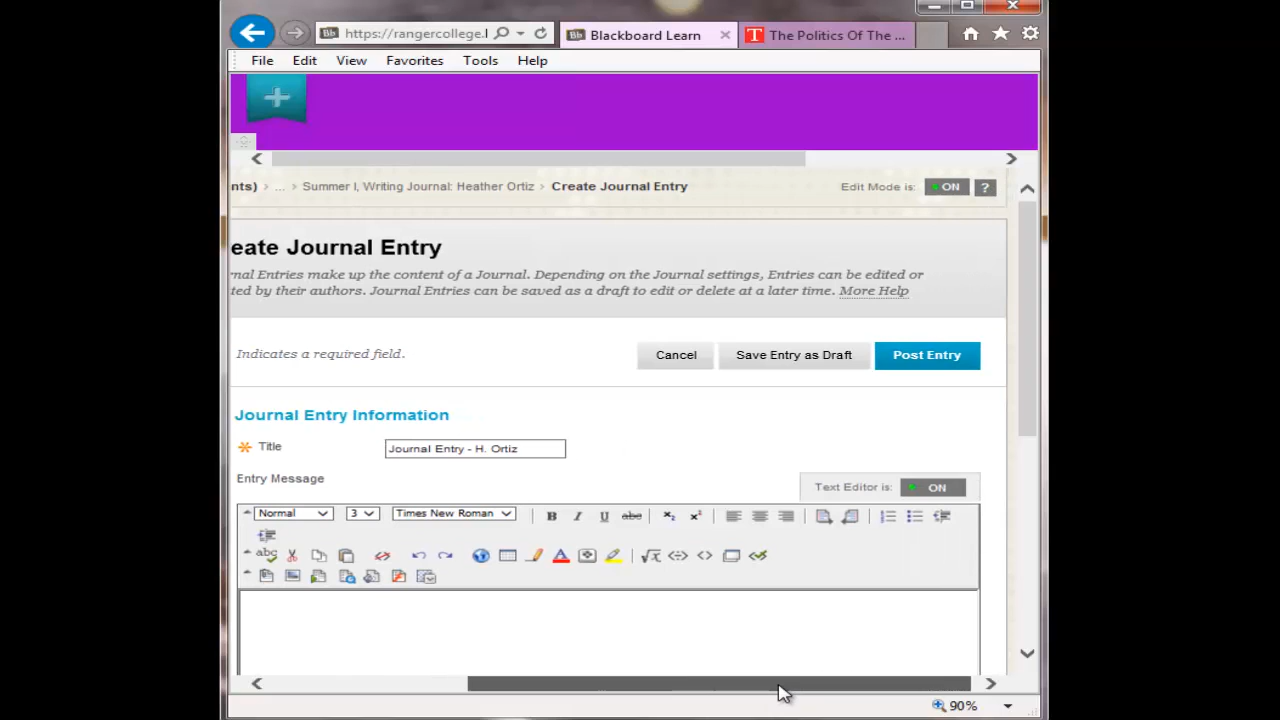 https://rangercollege.l
Bb Blackboard Learn
The Politics Of The ...
File Edit View Favorites Tools Help
nts) › ... › Summer I, Writing Journal: Heather Ortiz › Create Journal Entry
Edit Mode is: ON ?
eate Journal Entry
nal Entries make up the content of a Journal. Depending on the Journal settings, Entries can be edited or
ted by their authors. Journal Entries can be saved as a draft to edit or delete at a later time. More Help
Indicates a required field.
Cancel Save Entry as Draft Post Entry
Journal Entry Information
Title Journal Entry - H. Ortiz
Entry Message
Text Editor is: ON
Normal 3 Times New Roman
90%